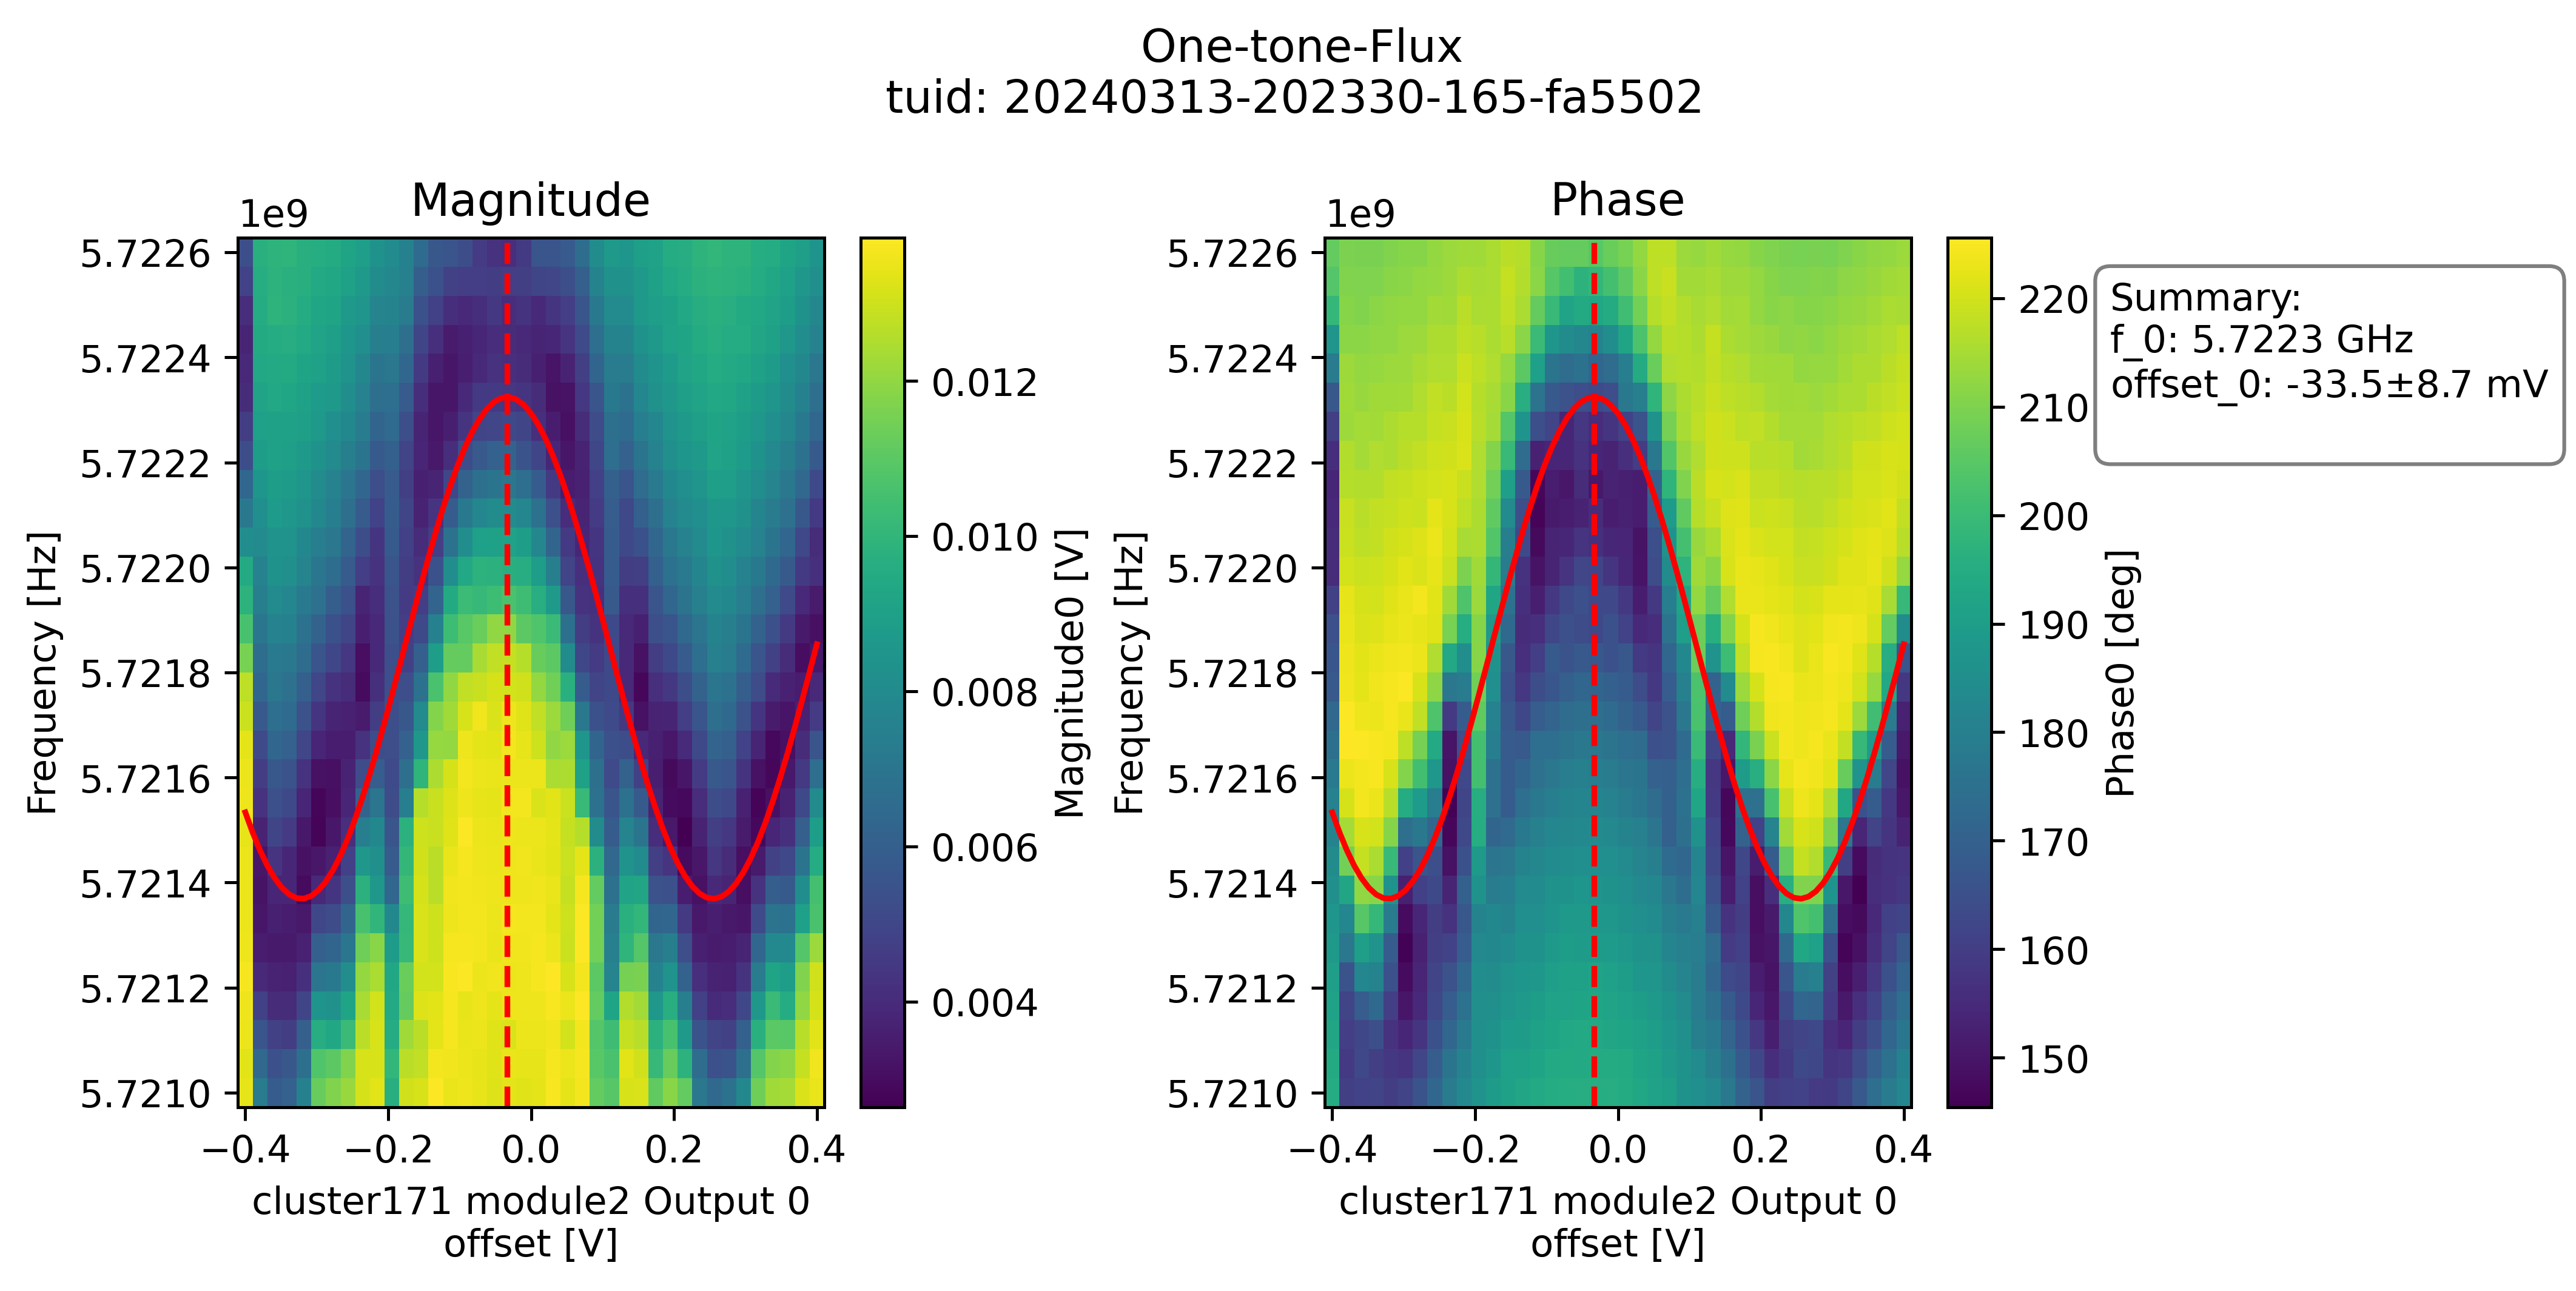 One-tone-Flux
tuid: 20240313-202330-165-fa5502
Magnitude
1e9
5.7226
5.7224
5.7222
5.7220
5.7218
5.7216
5.7214
5.7212
5.7210
Frequency [Hz]
−0.4 −0.2 0.0 0.2 0.4
cluster171 module2 Output 0
offset [V]
0.012
0.010
0.008
0.006
0.004
Magnitude0 [V]
Phase
1e9
5.7226
5.7224
5.7222
5.7220
5.7218
5.7216
5.7214
5.7212
5.7210
Frequency [Hz]
−0.4 −0.2 0.0 0.2 0.4
cluster171 module2 Output 0
offset [V]
220
210
200
190
180
170
160
150
Phase0 [deg]
Summary:
f_0: 5.7223 GHz
offset_0: -33.5±8.7 mV